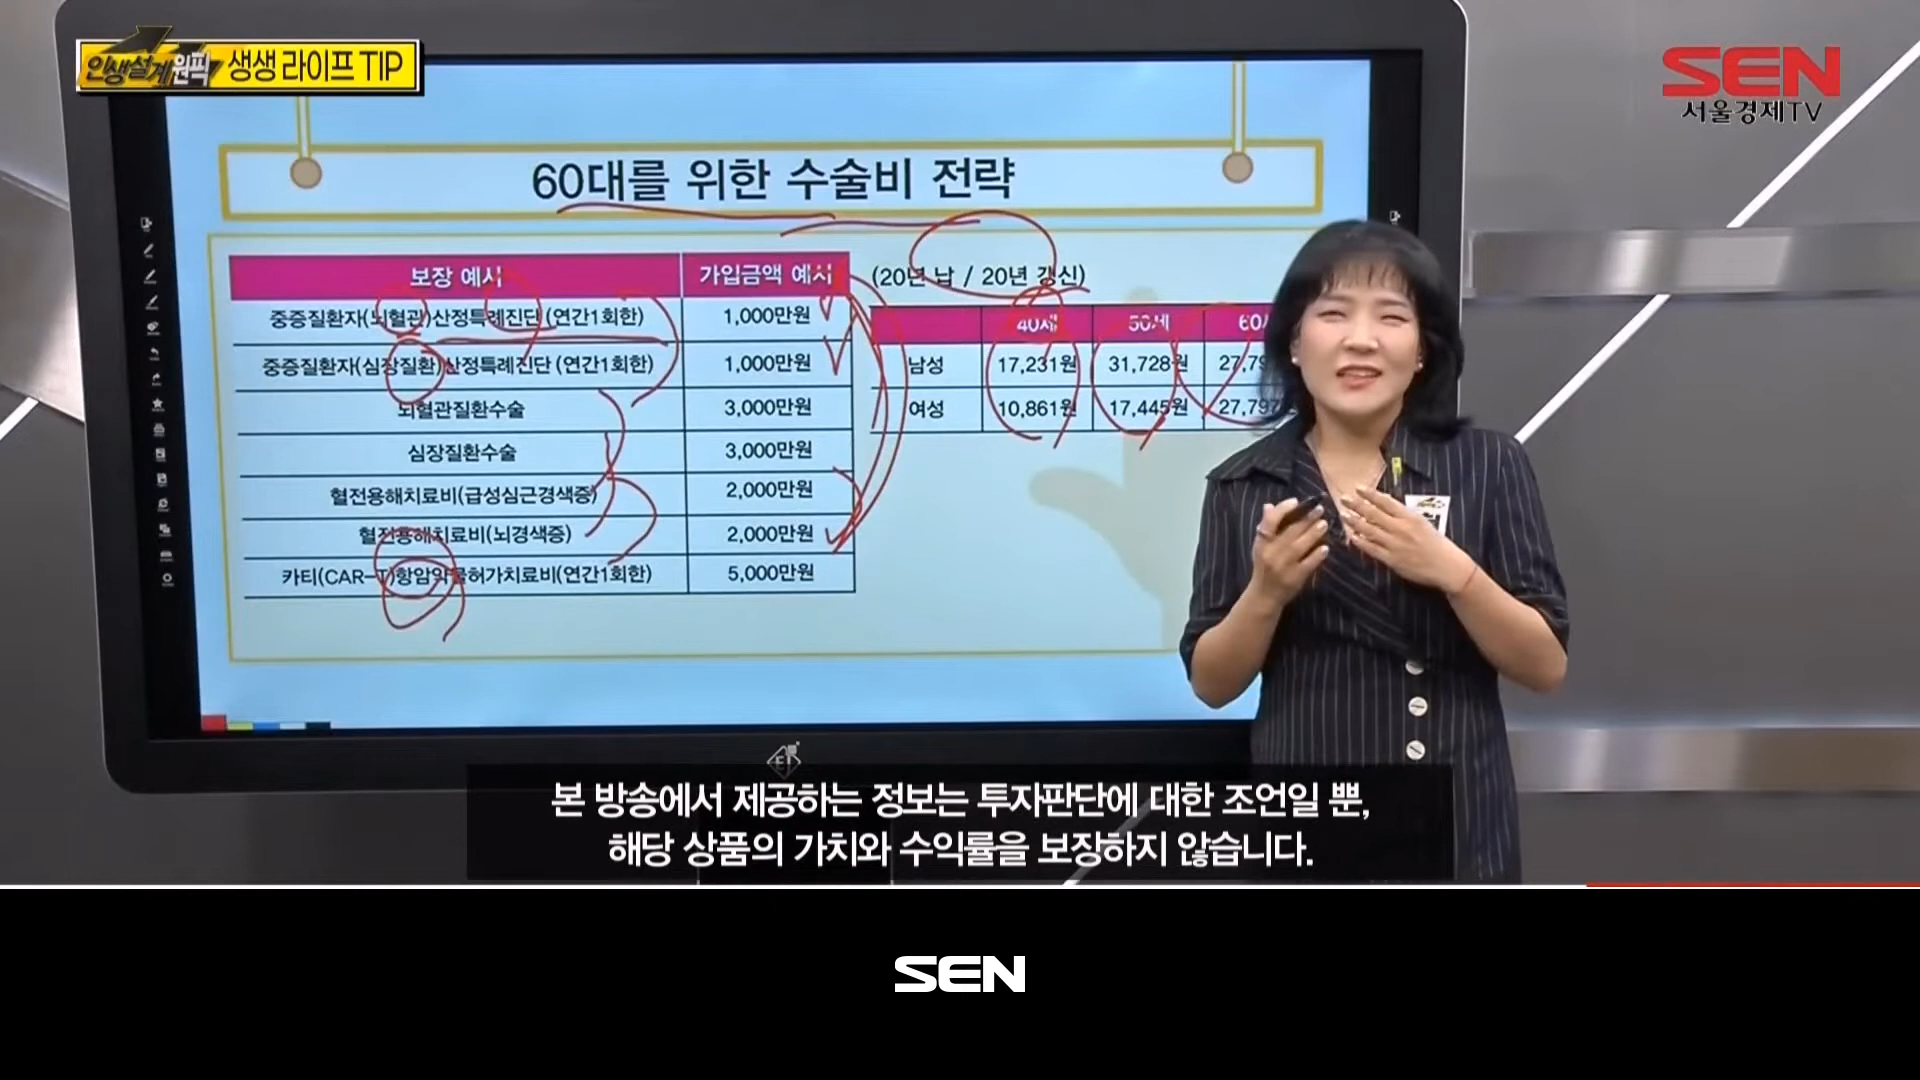 인생설계원픽 생생 라이프 TIP
SEN
서울경제TV
60대를 위한 수술비 전략
보장 예시 가입금액 예시
중증질환자(뇌혈관)산정특례진단 (연간1회한) 1,000만원
중증질환자(심장질환)산정특례진단 (연간1회한) 1,000만원
뇌혈관질환수술 3,000만원
심장질환수술 3,000만원
혈전용해치료비(급성심근경색증) 2,000만원
혈전용해치료비(뇌경색증) 2,000만원
카티(CAR-T)항암약물허가치료비(연간1회한) 5,000만원
(20년 납 / 20년 갱신)
40세 50세 60세
남성 17,231원 31,728원
여성 10,861원 17,445원 27,797
본 방송에서 제공하는 정보는 투자판단에 대한 조언일 뿐,
해당 상품의 가치와 수익률을 보장하지 않습니다.
SEN